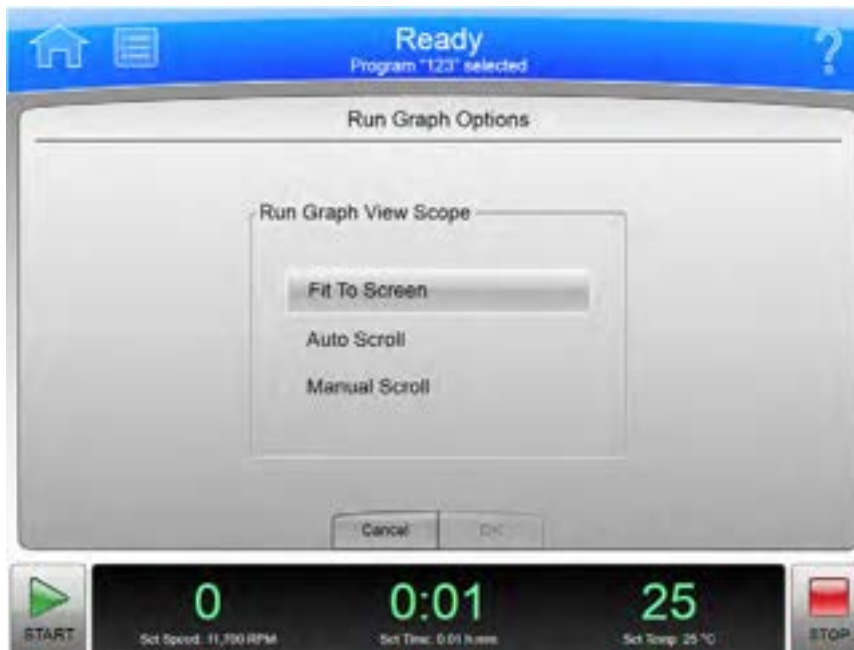 Ready
Program "123" selected
?
Run Graph Options
Run Graph View Scope
Fit To Screen
Auto Scroll
Manual Scroll
Cancel OK
0 0:01 25
START Set Speed: 11,700 RPM Set Time: 0:01 h:mm Set Temp: 25 °C STOP